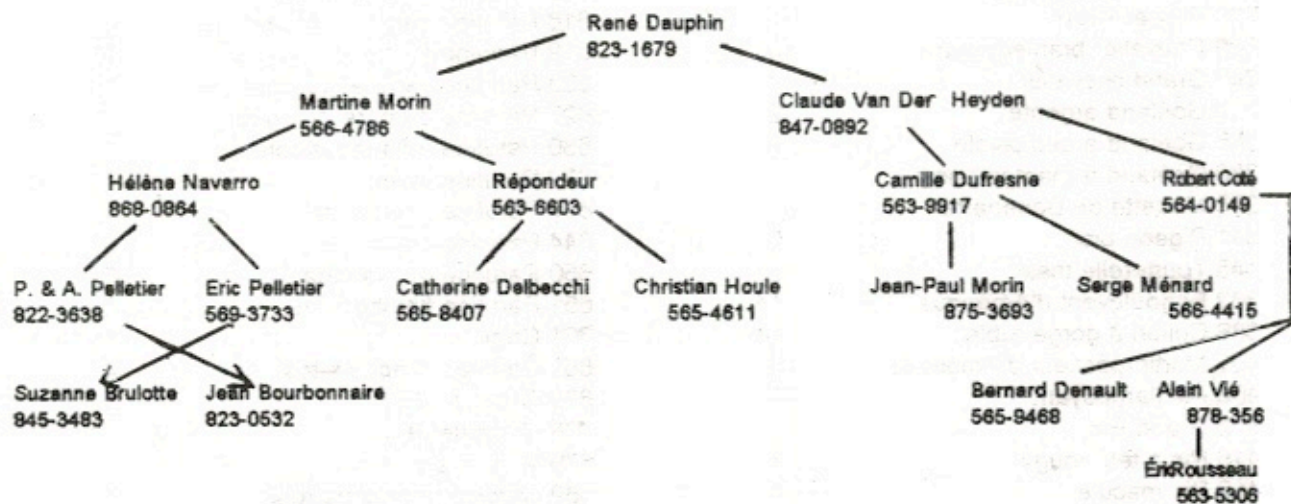 René Dauphin
823-1679
Martine Morin
566-4786
Claude Van Der Heyden
847-0892
Hélène Navarro
868-0864
Répondeur
563-6603
Camille Dufresne
563-9917
Robert Coté
564-0149
P. & A. Pelletier
822-3638
Eric Pelletier
569-3733
Catherine Delbecchi
565-8407
Christian Houle
565-4611
Jean-Paul Morin
875-3693
Serge Ménard
566-4415
Suzanne Brulotte
845-3483
Jean Bourbonnaire
823-0532
Bernard Denault
565-9468
Alain Vié
878-356
Érik Rousseau
563-5306